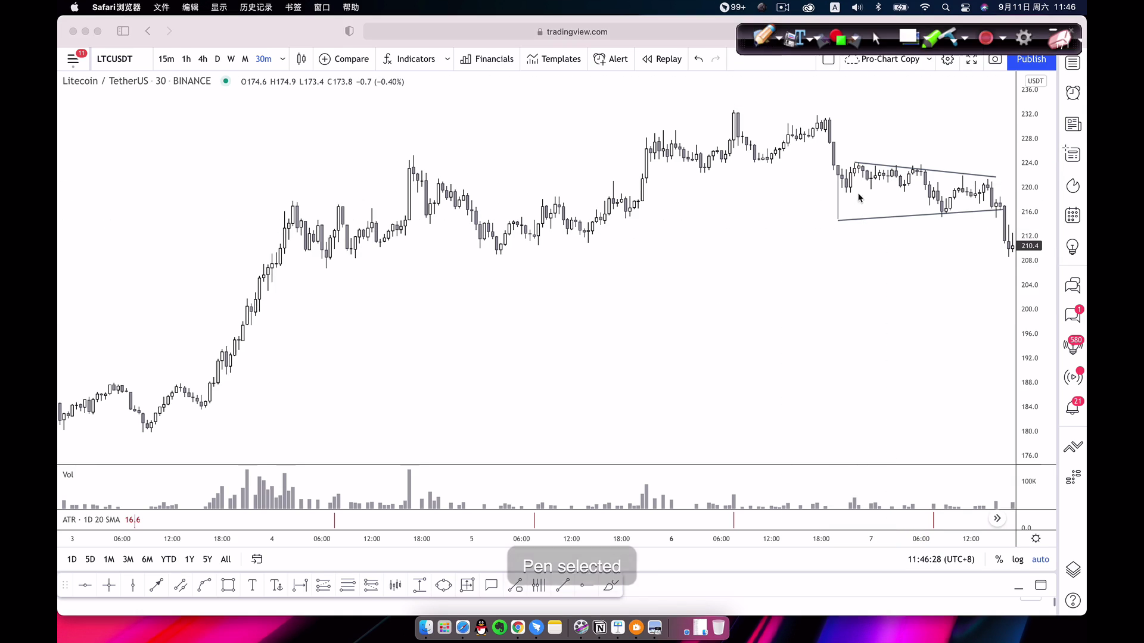 Safari浏览器 文件 编辑 显示 历史记录 书签 窗口 帮助 99+ A 9月11日 周六 11:46
tradingview.com
11 LTCUSDT 15m 1h 4h D W M 30m Compare Indicators Financials Templates Alert Replay Pro-Chart Copy Publish
Litecoin / TetherUS · 30 · BINANCE O174.6 H174.9 L173.4 C173.8 −0.7 (−0.40%)
USDT
236.0
232.0
228.0
224.0
220.0
216.0
212.0
210.4
208.0
204.0
200.0
196.0
192.0
188.0
184.0
180.0
176.0
1
580
21
Vol
100K
ATR · 1D 20 SMA 16.6
0.0
3 06:00 12:00 18:00 4 06:00 12:00 18:00 5 06:00 12:00 18:00 6 06:00 12:00 18:00 7 06:00 12:00
1D 5D 1M 3M 6M YTD 1Y 5Y All 11:46:28 (UTC+8) % log auto
Pen selected